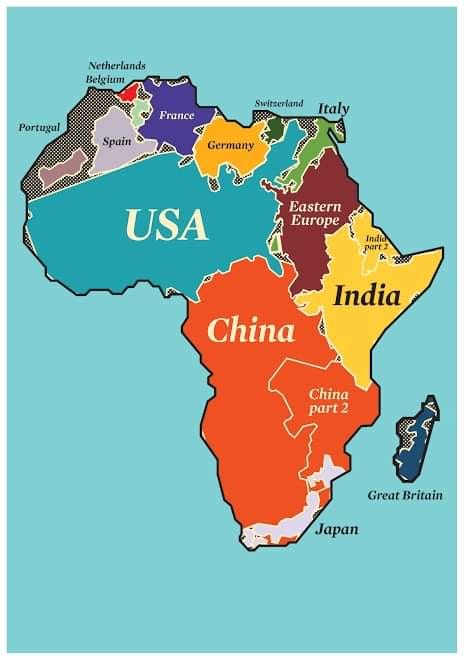 Netherlands
Belgium
Switzerland
Italy
France
Portugal
Spain
Germany
USA
Eastern
Europe
India
part 2
India
China
China
part 2
Great Britain
Japan